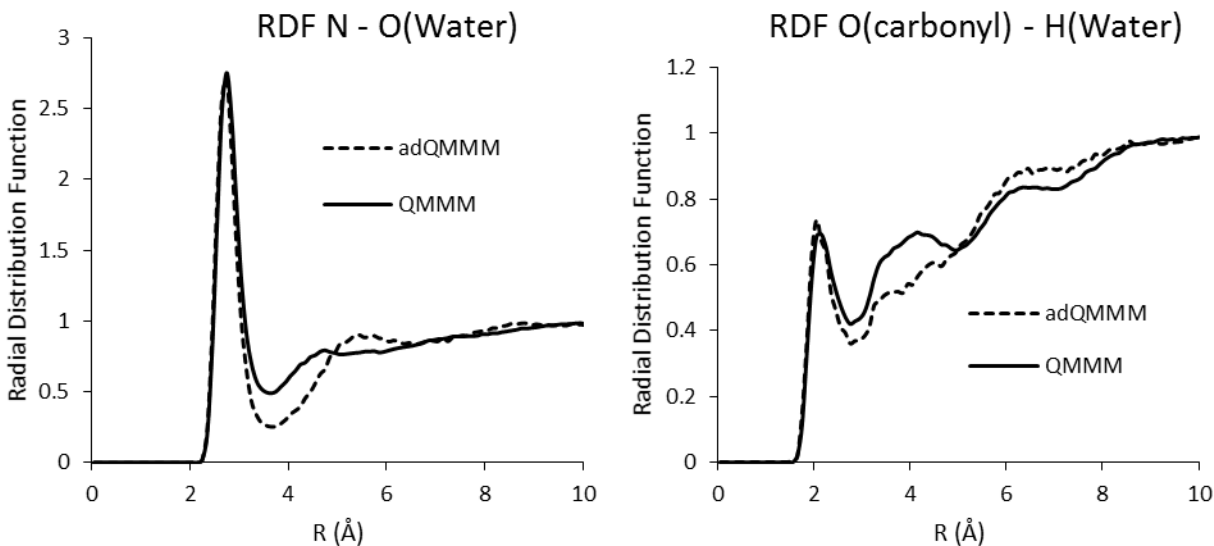 RDF N - O(Water)
Radial Distribution Function
3
2.5
2
1.5
1
0.5
0
adQMMM
QMMM
0 2 4 6 8 10
R (Å)
RDF O(carbonyl) - H(Water)
Radial Distribution Function
1.2
1
0.8
0.6
0.4
0.2
0
adQMMM
QMMM
0 2 4 6 8 10
R (Å)